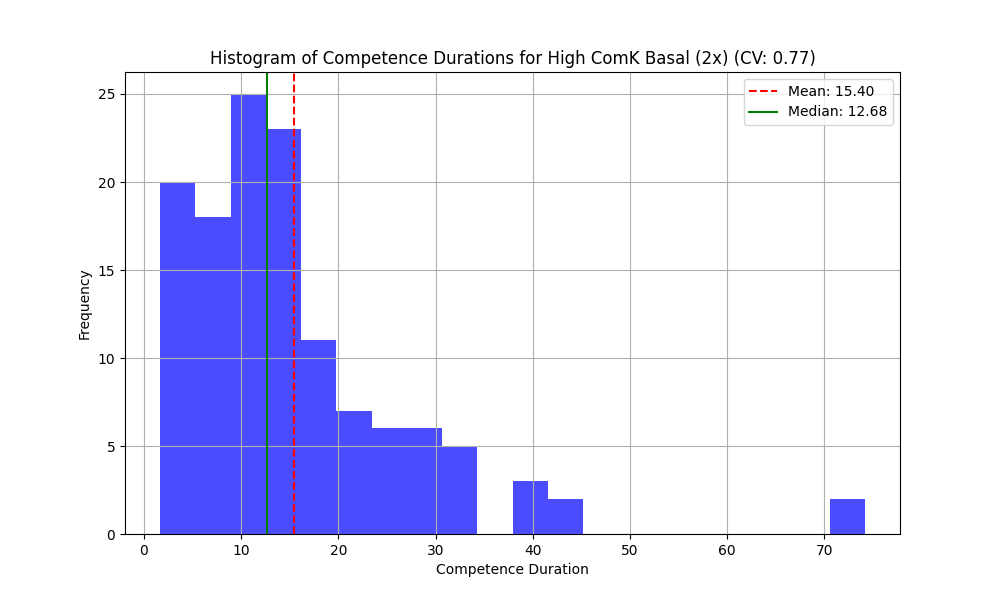 Histogram of Competence Durations for High ComK Basal (2x) (CV: 0.77)
Mean: 15.40
Median: 12.68
25
20
15
10
5
0
Frequency
0 10 20 30 40 50 60 70
Competence Duration